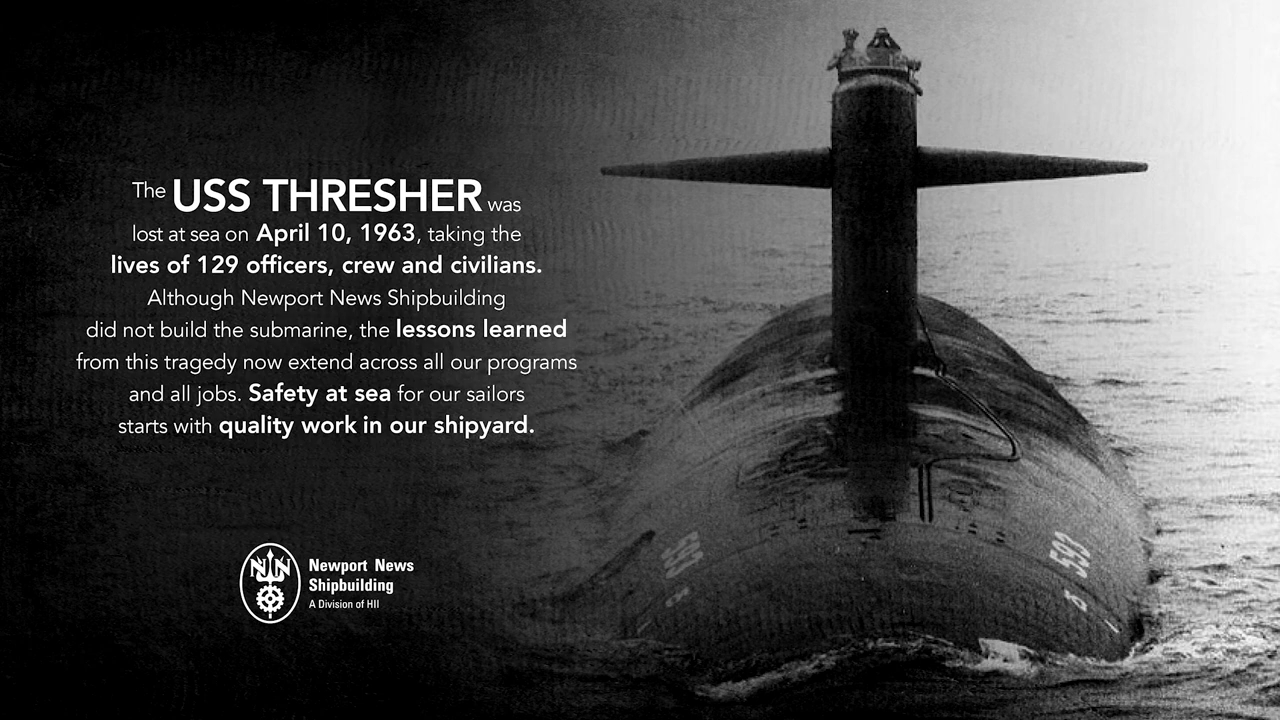 The USS THRESHER was
lost at sea on April 10, 1963, taking the
lives of 129 officers, crew and civilians.
Although Newport News Shipbuilding
did not build the submarine, the lessons learned
from this tragedy now extend across all our programs
and all jobs. Safety at sea for our sailors
starts with quality work in our shipyard.
NN
Newport News
Shipbuilding
A Division of HII
593
593